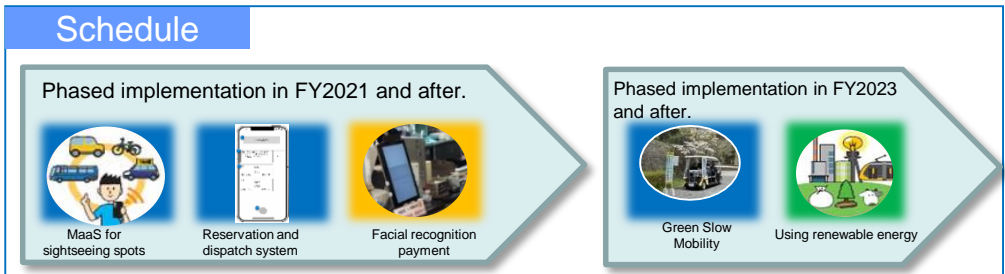 Schedule
Phased implementation in FY2021 and after.
MaaS for
sightseeing spots
Reservation and
dispatch system
Facial recognition
payment
Phased implementation in FY2023
and after.
Green Slow
Mobility
Using renewable energy